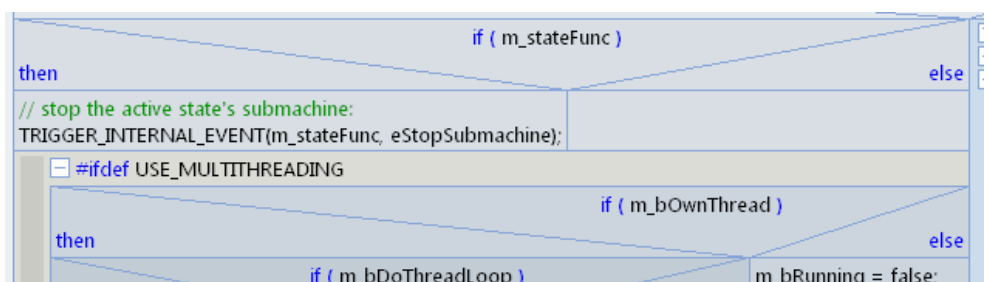 if ( m_stateFunc )
then else
// stop the active state's submachine:
TRIGGER_INTERNAL_EVENT(m_stateFunc, eStopSubmachine);
#ifdef USE_MULTITHREADING
if ( m_bOwnThread )
then else
if ( m_bDoThreadLoop ) m_bRunning = false;